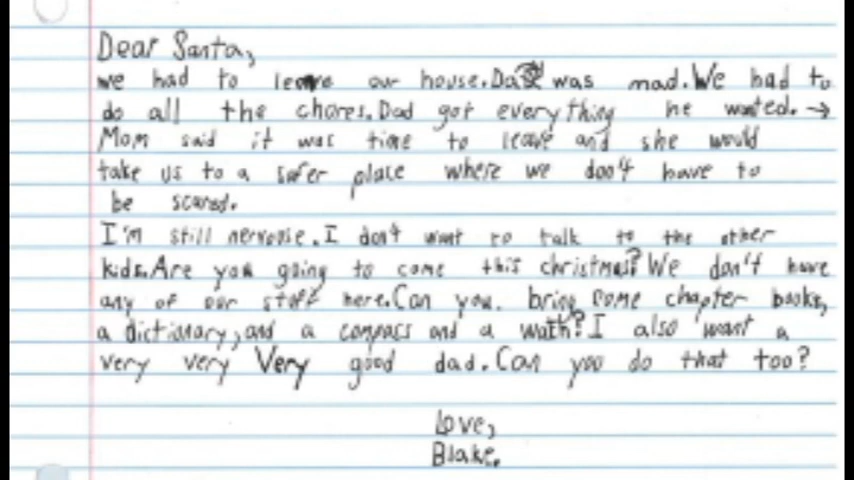 Dear Santa,
we had to leave our house. Dad was mad. We had to
do all the chores. Dad got everything he wanted. →
Mom said it was time to leave and she would
take us to a safer place where we don't have to
be scared.
I'm still nervouse. I don't want to talk to the other
kids. Are you going to come this christmas? We don't have
any of our stuff here. Can you bring some chapter books,
a dictionary, and a compacs and a wath? I also want a
very very very good dad. Can you do that too?
Love,
Blake.